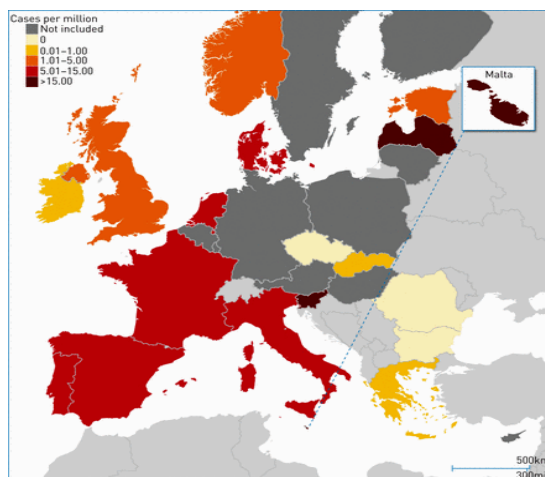 Cases per million
Not included
0
0.01–1.00
1.01–5.00
5.01–15.00
>15.00
Malta
500km
300mi